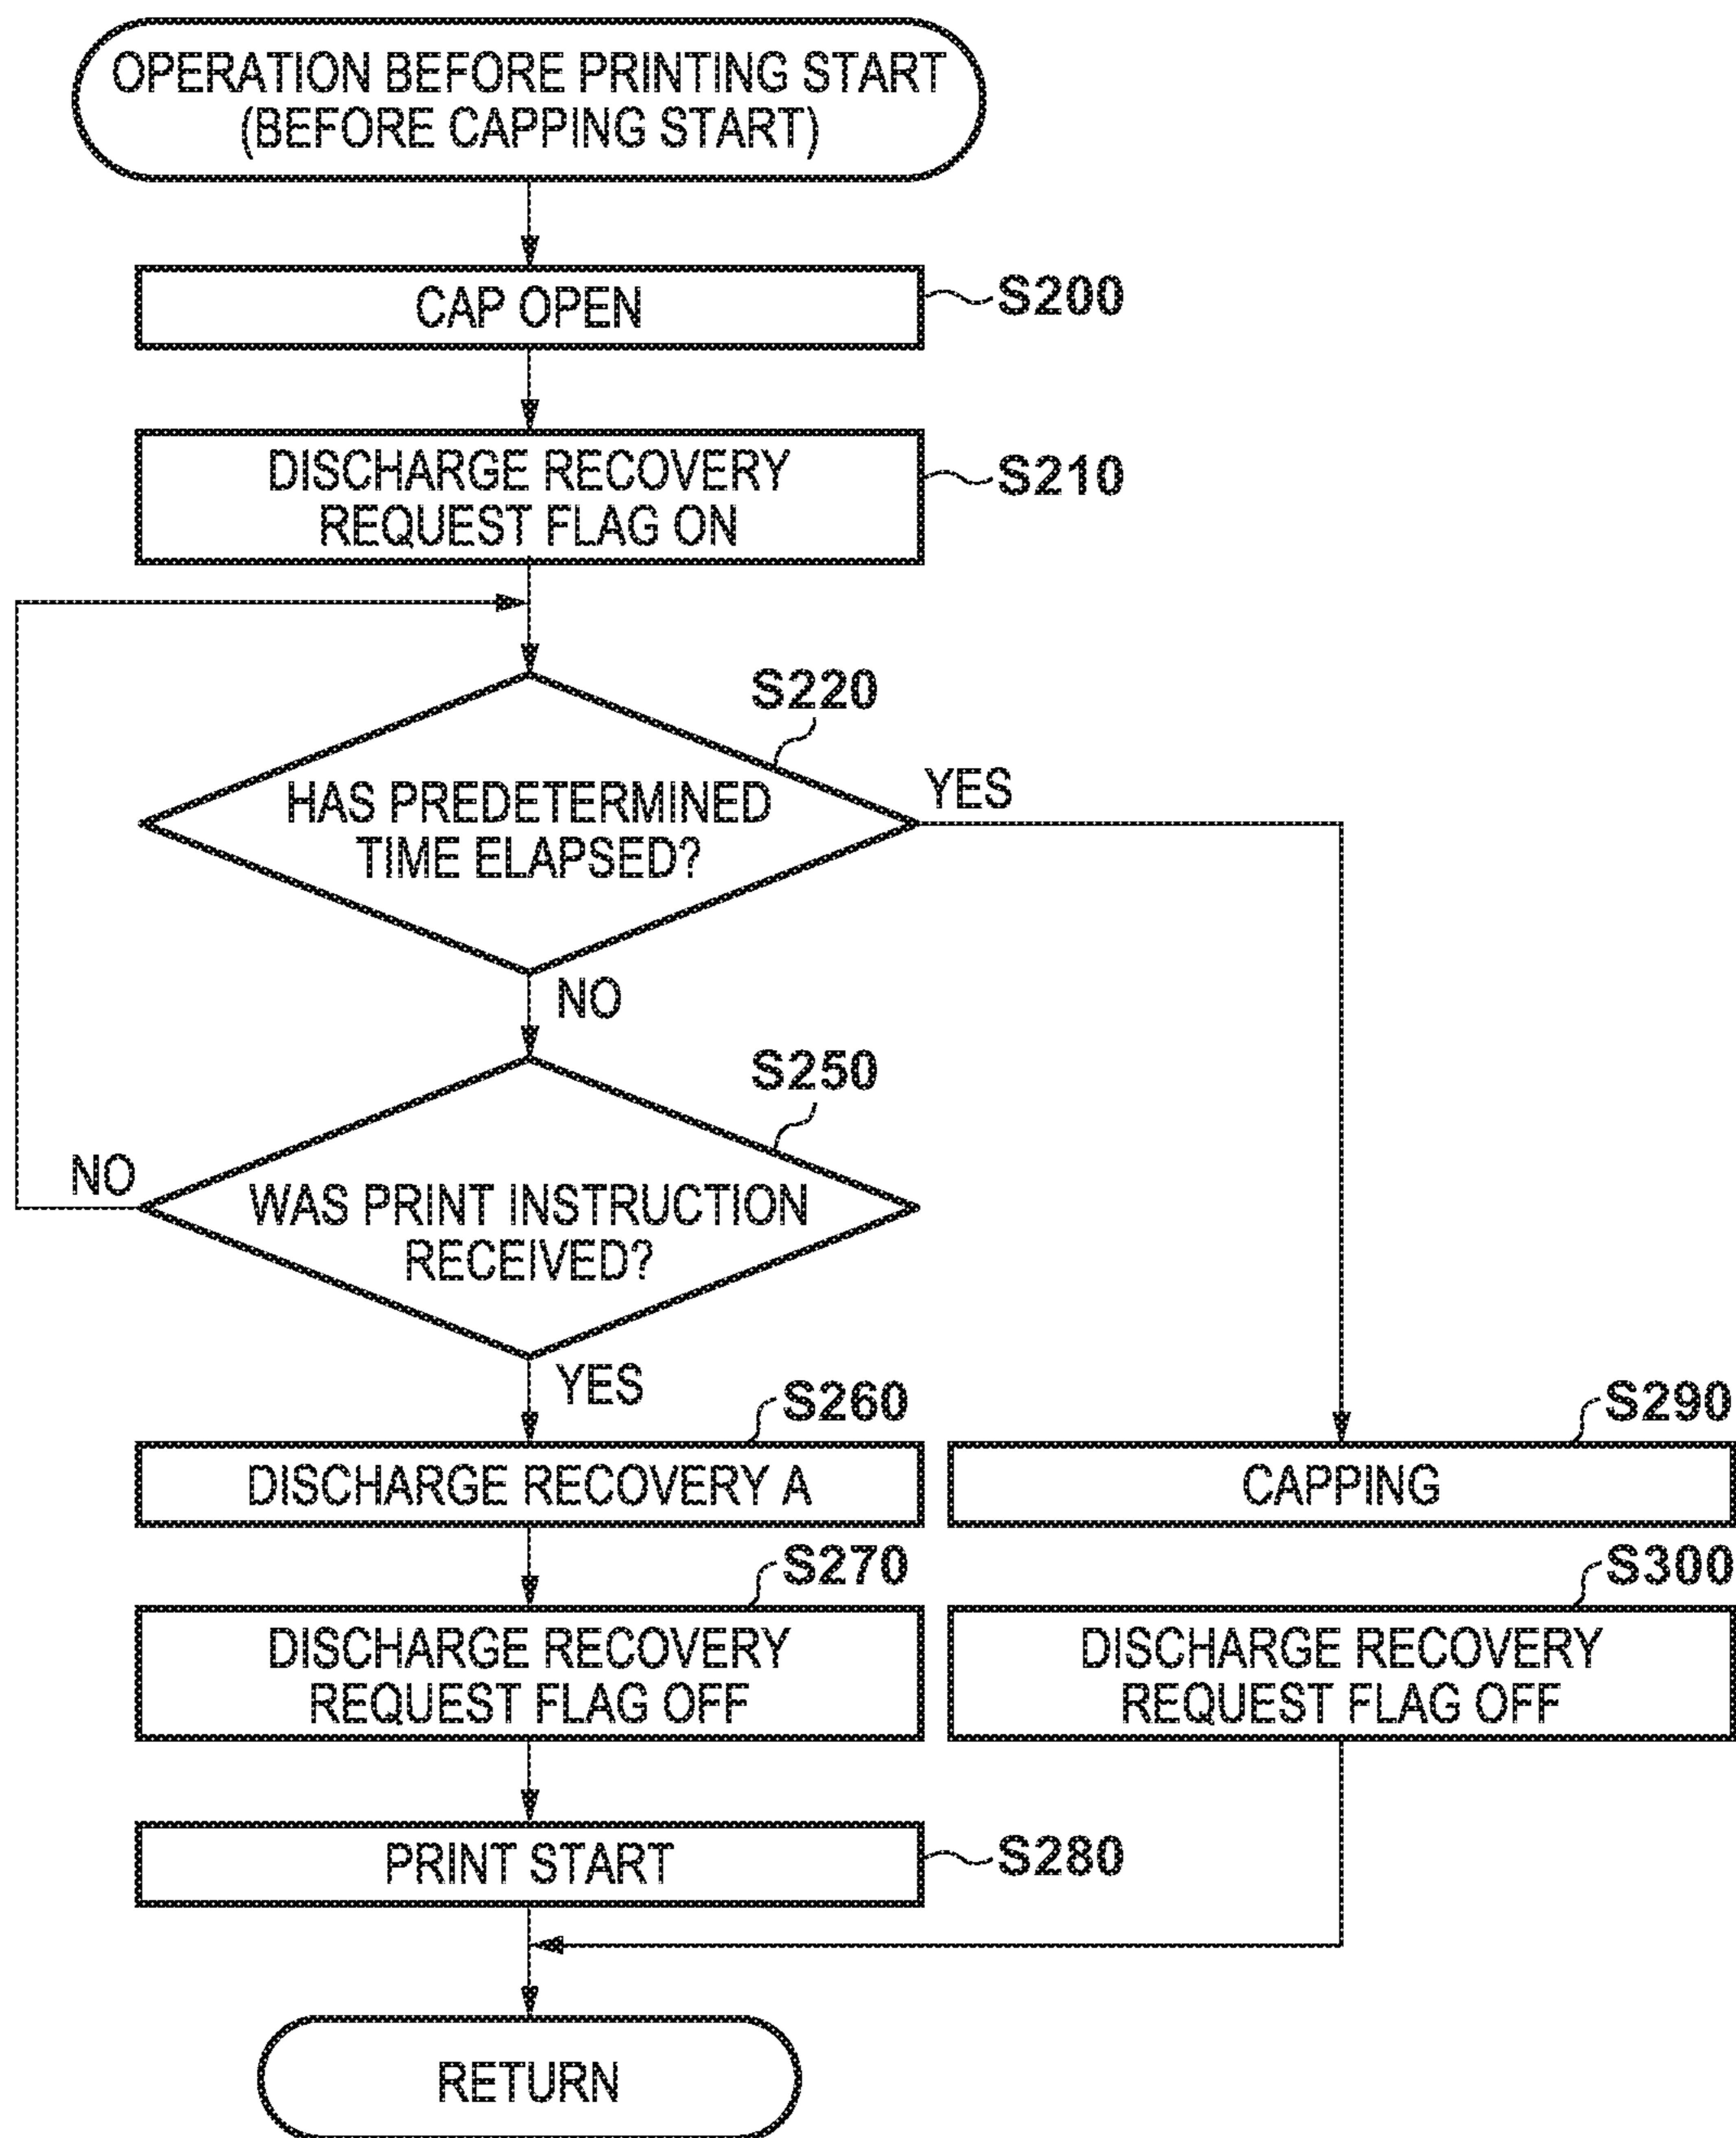 OPERATION BEFORE PRINTING START
(BEFORE CAPPING START)
CAP OPEN
S200
DISCHARGE RECOVERY
REQUEST FLAG ON
S210
S220
HAS PREDETERMINED
TIME ELAPSED?
YES
NO
S250
WAS PRINT INSTRUCTION
RECEIVED?
NO
YES
S260
DISCHARGE RECOVERY A
S290
CAPPING
S270
DISCHARGE RECOVERY
REQUEST FLAG OFF
S300
DISCHARGE RECOVERY
REQUEST FLAG OFF
PRINT START
S280
RETURN